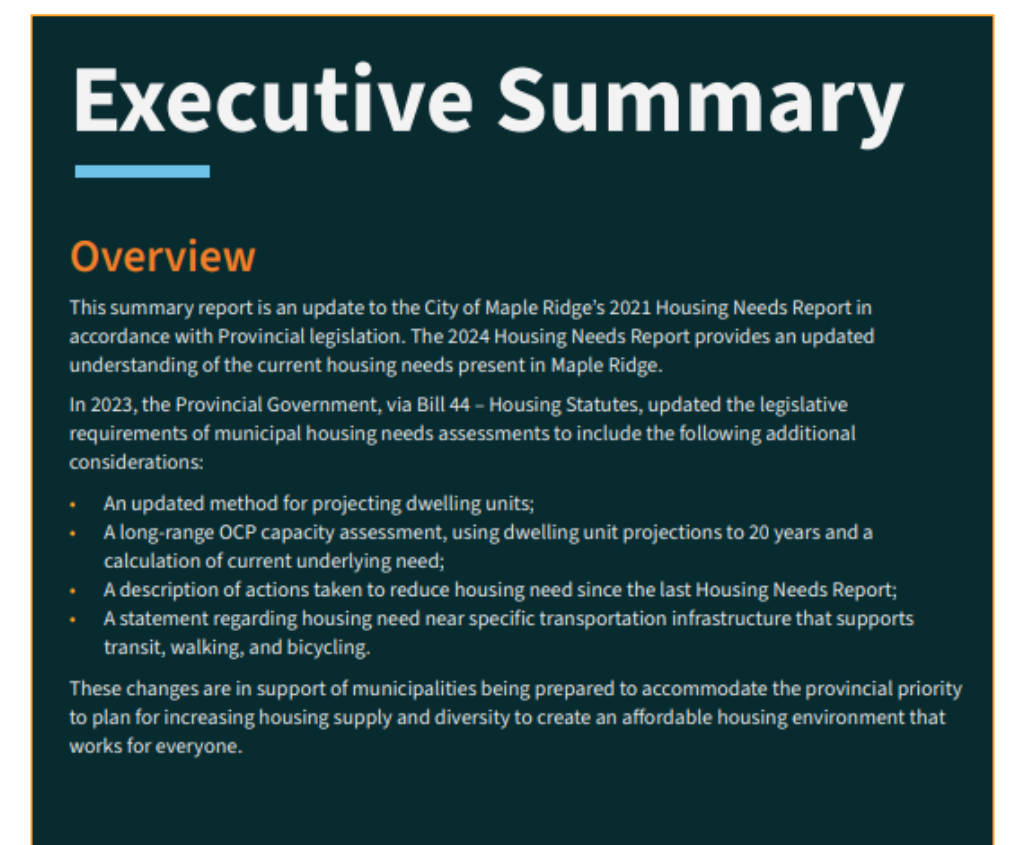 Executive Summary
Overview
This summary report is an update to the City of Maple Ridge's 2021 Housing Needs Report in
accordance with Provincial legislation. The 2024 Housing Needs Report provides an updated
understanding of the current housing needs present in Maple Ridge.
In 2023, the Provincial Government, via Bill 44 – Housing Statutes, updated the legislative
requirements of municipal housing needs assessments to include the following additional
considerations:
• An updated method for projecting dwelling units;
• A long-range OCP capacity assessment, using dwelling unit projections to 20 years and a
calculation of current underlying need;
• A description of actions taken to reduce housing need since the last Housing Needs Report;
• A statement regarding housing need near specific transportation infrastructure that supports
transit, walking, and bicycling.
These changes are in support of municipalities being prepared to accommodate the provincial priority
to plan for increasing housing supply and diversity to create an affordable housing environment that
works for everyone.